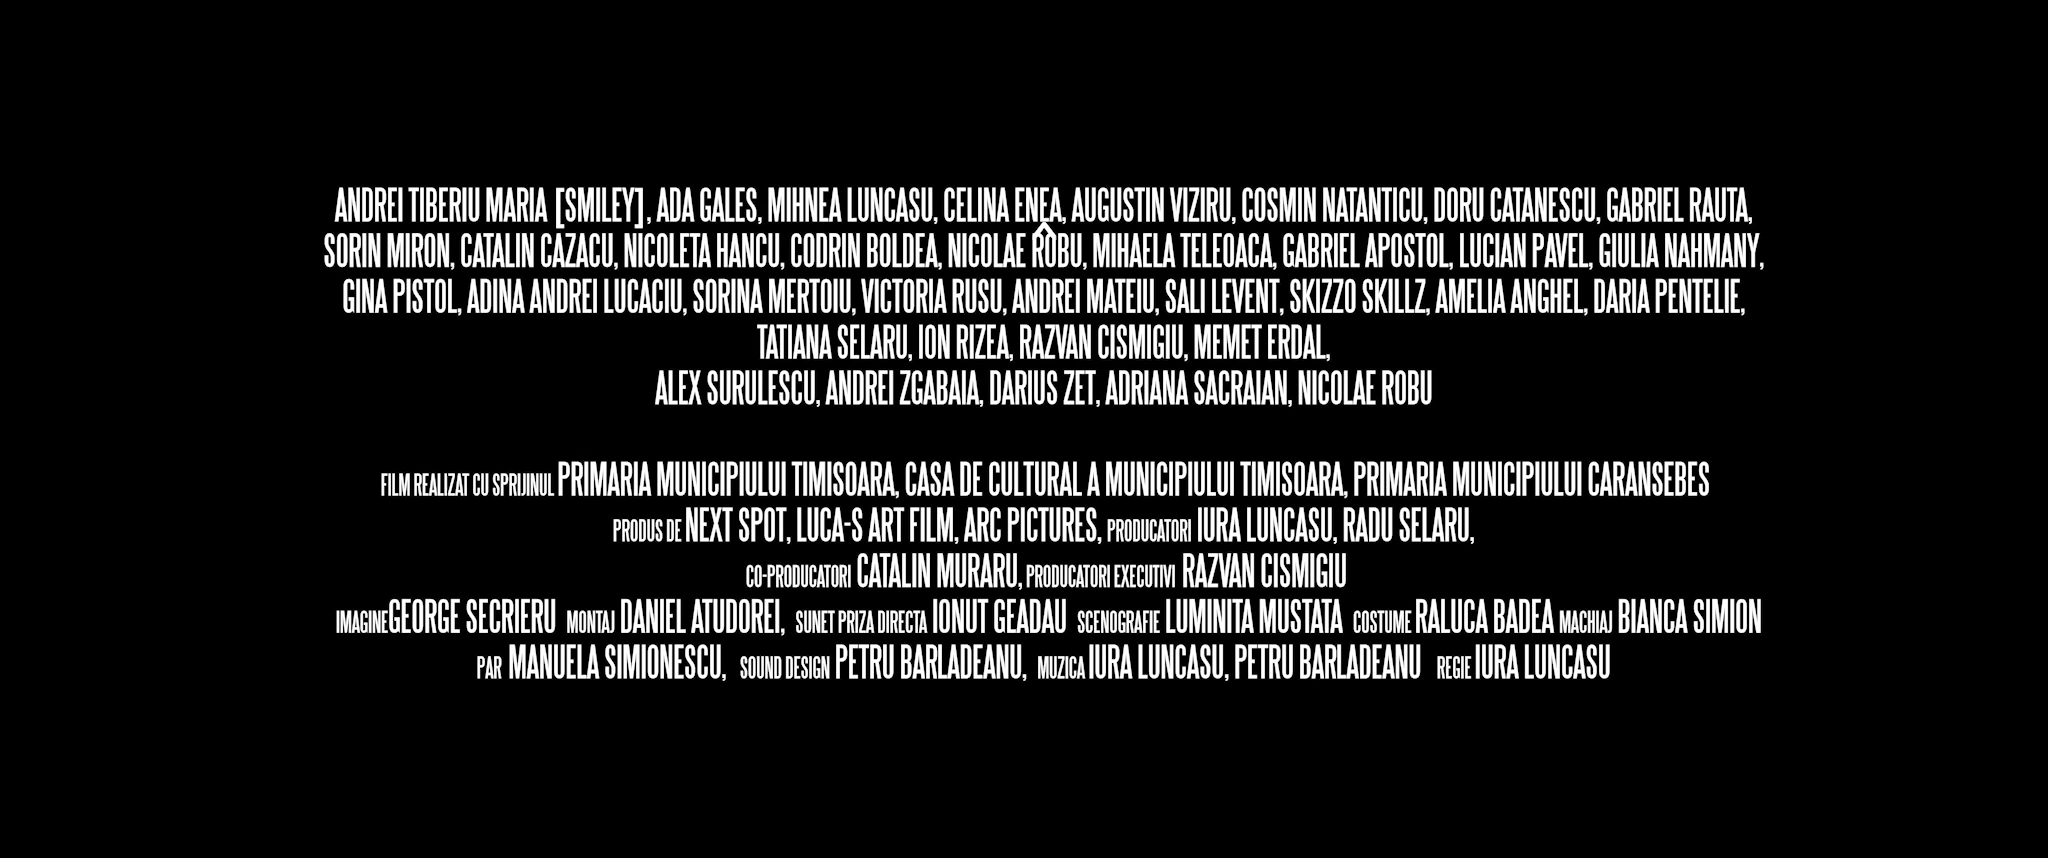 ANDREI TIBERIU MARIA [SMILEY], ADA GALES, MIHNEA LUNCASU, CELINA ENEA, AUGUSTIN VIZIRU, COSMIN NATANTICU, DORU CATANESCU, GABRIEL RAUTA,
SORIN MIRON, CATALIN CAZACU, NICOLETA HANCU, CODRIN BOLDEA, NICOLAE ROBU, MIHAELA TELEOACA, GABRIEL APOSTOL, LUCIAN PAVEL, GIULIA NAHMANY,
GINA PISTOL, ADINA ANDREI LUCACIU, SORINA MERTOIU, VICTORIA RUSU, ANDREI MATEIU, SALI LEVENT, SKIZZO SKILLZ, AMELIA ANGHEL, DARIA PENTELIE,
TATIANA SELARU, ION RIZEA, RAZVAN CISMIGIU, MEMET ERDAL,
ALEX SURULESCU, ANDREI ZGABAIA, DARIUS ZET, ADRIANA SACRAIAN, NICOLAE ROBU
FILM REALIZAT CU SPRIJINUL PRIMARIA MUNICIPIULUI TIMISOARA, CASA DE CULTURAL A MUNICIPIULUI TIMISOARA, PRIMARIA MUNICIPIULUI CARANSEBES
PRODUS DE NEXT SPOT, LUCA-S ART FILM, ARC PICTURES, PRODUCATORI IURA LUNCASU, RADU SELARU,
CO-PRODUCATORI CATALIN MURARU, PRODUCATORI EXECUTIVI RAZVAN CISMIGIU
IMAGINE GEORGE SECRIERU MONTAJ DANIEL ATUDOREI, SUNET PRIZA DIRECTA IONUT GEADAU SCENOGRAFIE LUMINITA MUSTATA COSTUME RALUCA BADEA MACHIAJ BIANCA SIMION
PAR MANUELA SIMIONESCU, SOUND DESIGN PETRU BARLADEANU, MUZICA IURA LUNCASU, PETRU BARLADEANU REGIE IURA LUNCASU